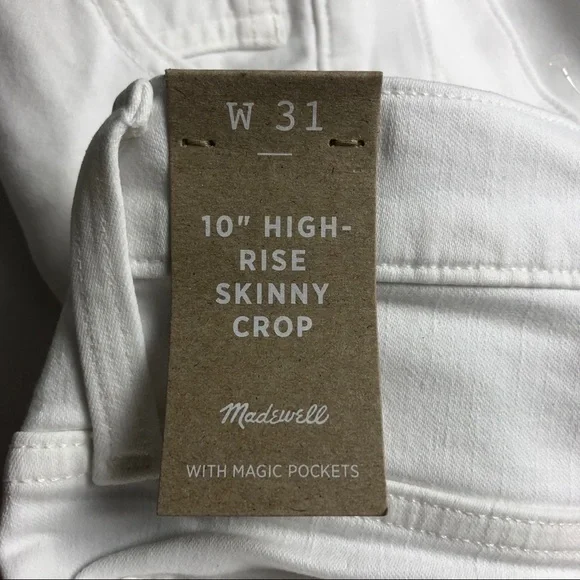 W 31
10" HIGH-
RISE
SKINNY
CROP
Madewell
WITH MAGIC POCKETS